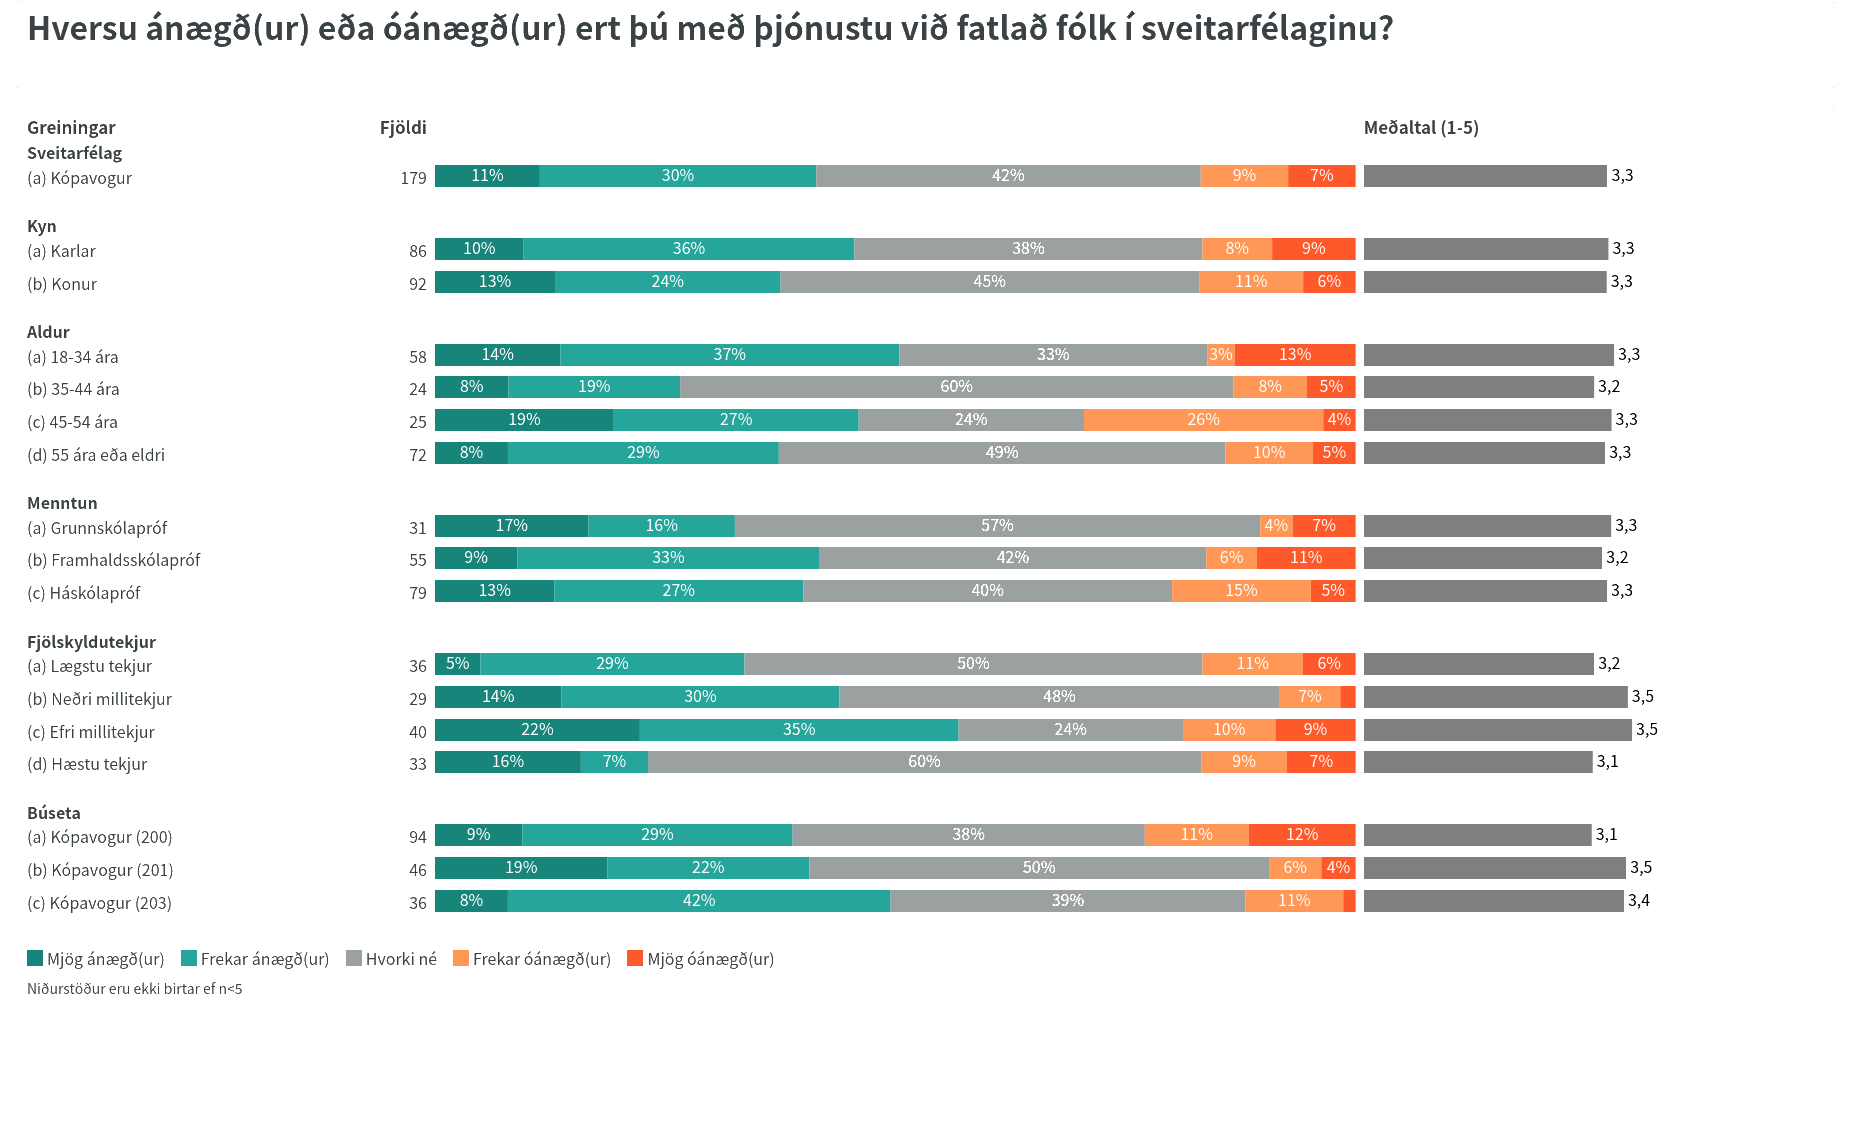 Hversu ánægð(ur) eða óánægð(ur) ert þú með þjónustu við fatlað fólk í sveitarfélaginu?
Greiningar Fjöldi Meðaltal (1-5)
Sveitarfélag
(a) Kópavogur 179 11% 30% 42% 9% 7% 3,3
Kyn
(a) Karlar 86 10% 36% 38% 8% 9% 3,3
(b) Konur 92 13% 24% 45% 11% 6% 3,3
Aldur
(a) 18-34 ára 58 14% 37% 33% 3% 13% 3,3
(b) 35-44 ára 24 8% 19% 60% 8% 5% 3,2
(c) 45-54 ára 25 19% 27% 24% 26% 4% 3,3
(d) 55 ára eða eldri 72 8% 29% 49% 10% 5% 3,3
Menntun
(a) Grunnskólapróf 31 17% 16% 57% 4% 7% 3,3
(b) Framhaldsskólapróf 55 9% 33% 42% 6% 11% 3,2
(c) Háskólapróf 79 13% 27% 40% 15% 5% 3,3
Fjölskyldutekjur
(a) Lægstu tekjur 36 5% 29% 50% 11% 6% 3,2
(b) Neðri millitekjur 29 14% 30% 48% 7% 3,5
(c) Efri millitekjur 40 22% 35% 24% 10% 9% 3,5
(d) Hæstu tekjur 33 16% 7% 60% 9% 7% 3,1
Búseta
(a) Kópavogur (200) 94 9% 29% 38% 11% 12% 3,1
(b) Kópavogur (201) 46 19% 22% 50% 6% 4% 3,5
(c) Kópavogur (203) 36 8% 42% 39% 11% 3,4
Mjög ánægð(ur) Frekar ánægð(ur) Hvorki né Frekar óánægð(ur) Mjög óánægð(ur)
Niðurstöður eru ekki birtar ef n<5